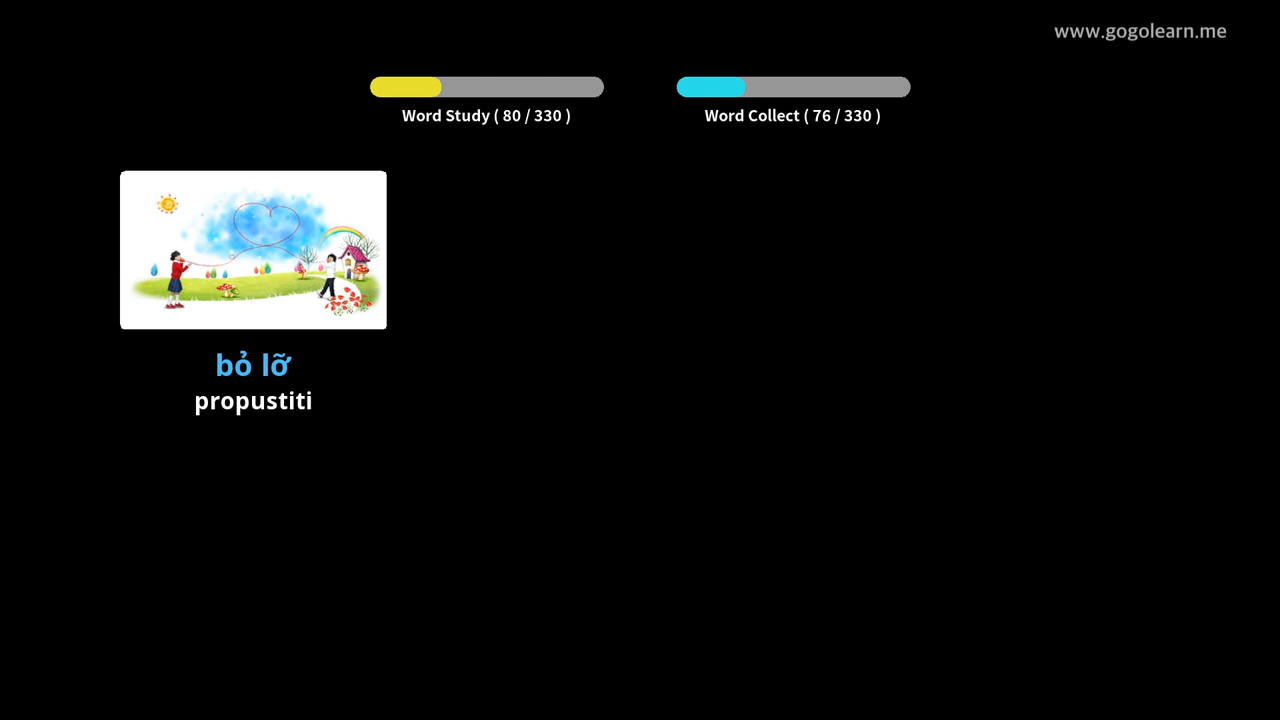 www.gogolearn.me
Word Study ( 80 / 330 )
Word Collect ( 76 / 330 )
bỏ lỡ
propustiti